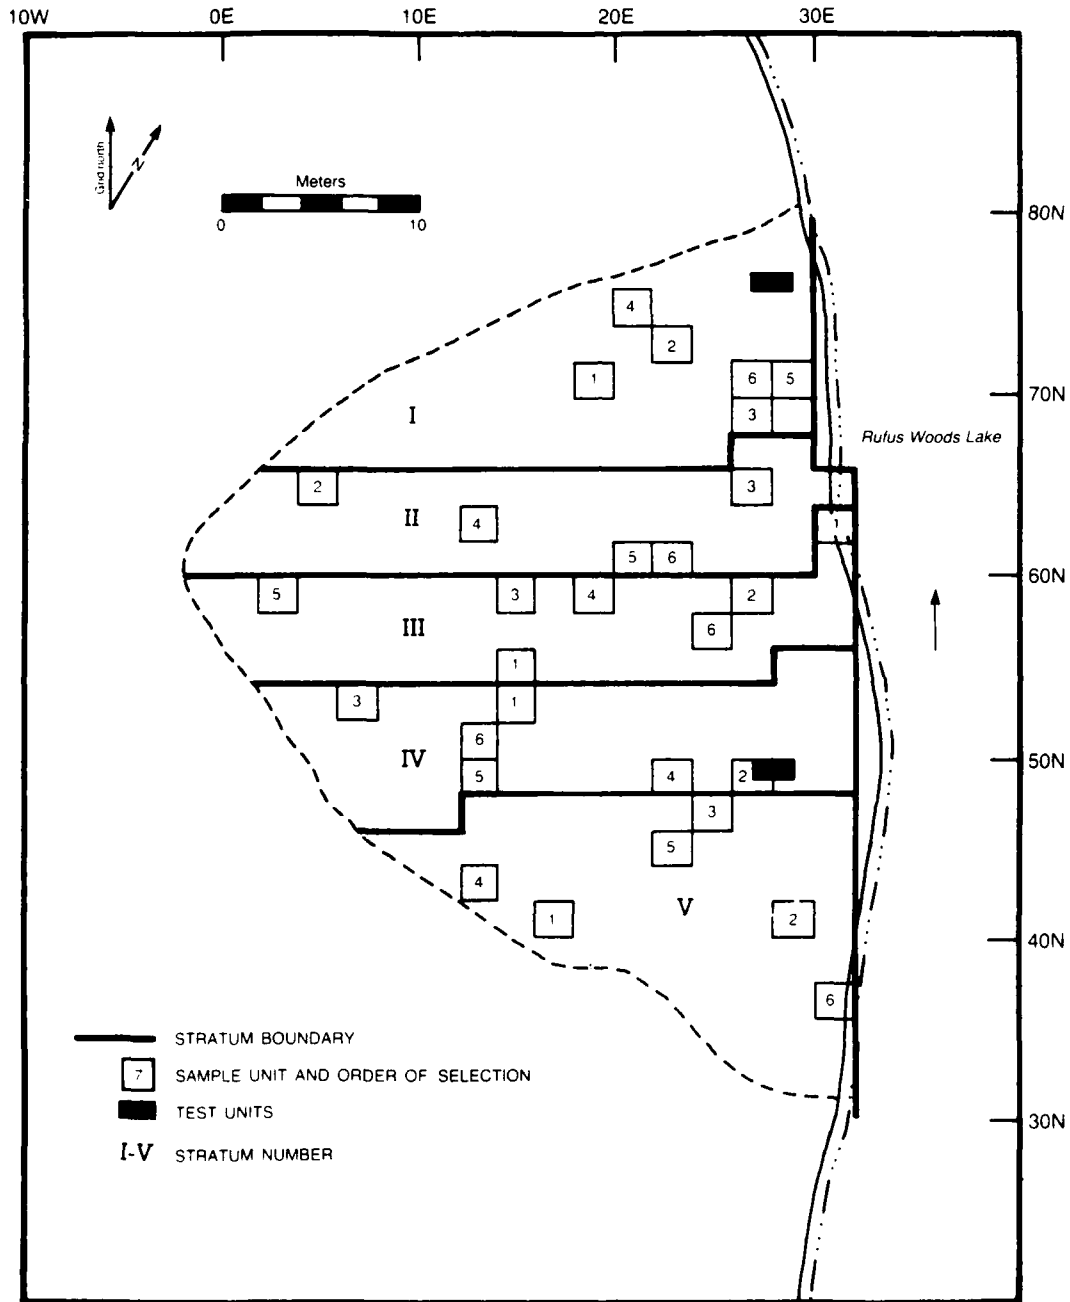 10W 0E 10E 20E 30E
Grid north
N
Meters
0 10
80N
4
2
1
6 5
70N
3
I
Rufus Woods Lake
2
3
II
4
1
5 6
60N
5
3
4
2
III
6
1
3
1
IV
6
5
4
2
50N
3
5
4
V
1
2
40N
6
STRATUM BOUNDARY
7 SAMPLE UNIT AND ORDER OF SELECTION
TEST UNITS
30N
I-V STRATUM NUMBER